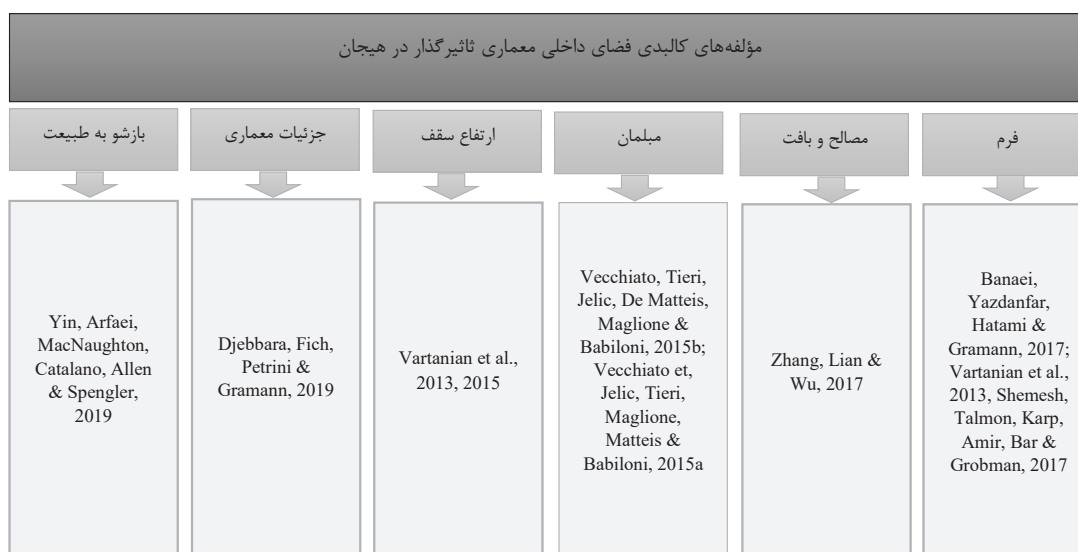 مؤلفه‌های کالبدی فضای داخلی معماری تاثیرگذار در هیجان
فرم
مصالح و بافت
مبلمان
ارتفاع سقف
جزئیات معماری
بازشو به طبیعت
Banaei,
Yazdanfar,
Hatami &
Gramann, 2017;
Vartanian et al.,
2013, Shemesh,
Talmon, Karp,
Amir, Bar &
Grobman, 2017
Zhang, Lian &
Wu, 2017
Vecchiato, Tieri,
Jelic, De Matteis,
Maglione &
Babiloni, 2015b;
Vecchiato et,
Jelic, Tieri,
Maglione,
Matteis &
Babiloni, 2015a
Vartanian et al.,
2013, 2015
Djebbara, Fich,
Petrini &
Gramann, 2019
Yin, Arfaei,
MacNaughton,
Catalano, Allen
& Spengler,
2019